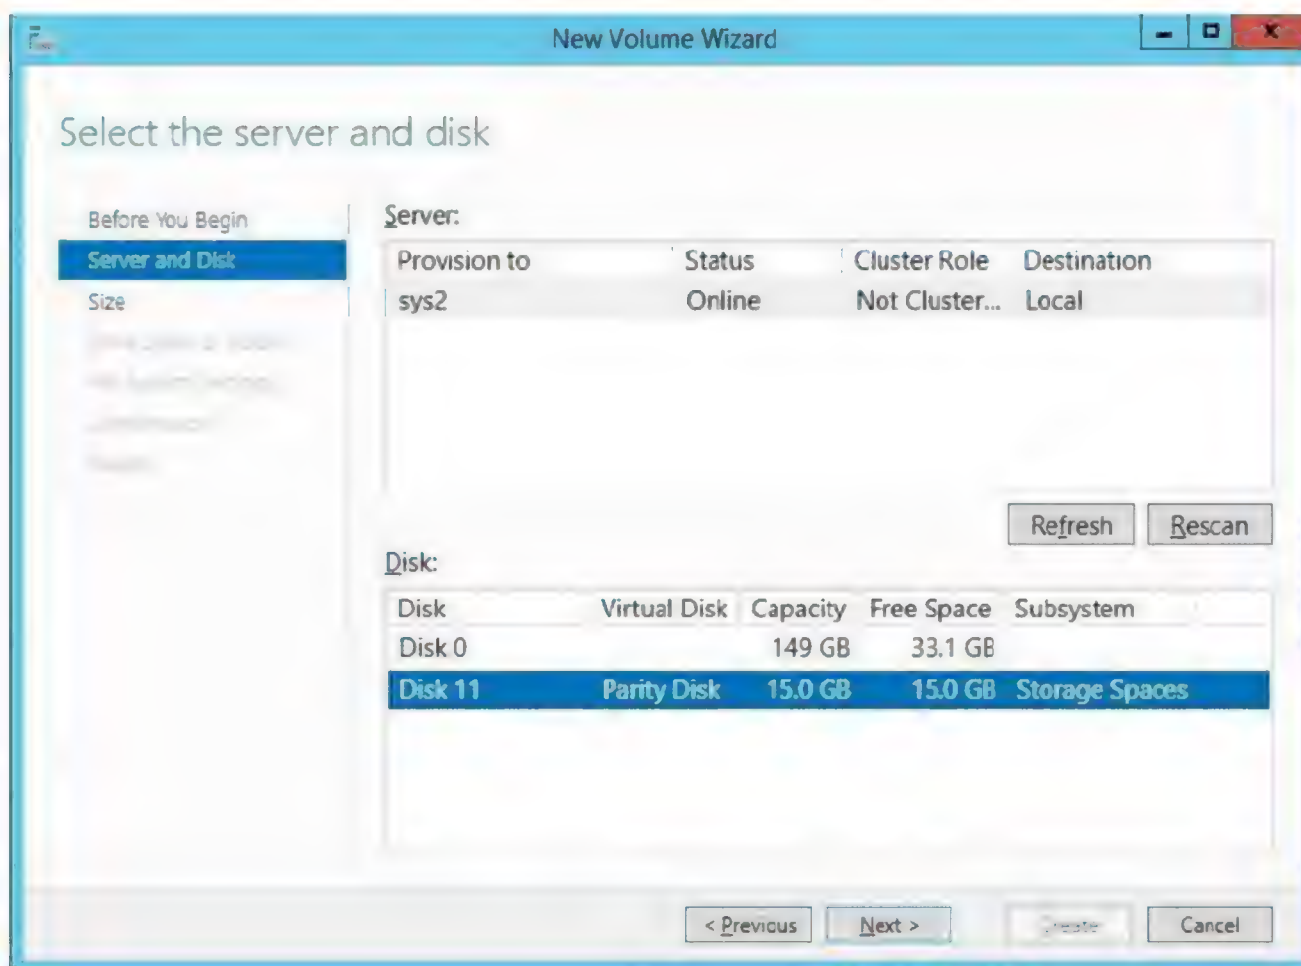 New Volume Wizard
Select the server and disk
Before You Begin
Server and Disk
Size
Server:
Provision to Status Cluster Role Destination
sys2 Online Not Cluster... Local
Refresh Rescan
Disk:
Disk Virtual Disk Capacity Free Space Subsystem
Disk 0 149 GB 33.1 GB
Disk 11 Parity Disk 15.0 GB 15.0 GB Storage Spaces
< Previous Next > Create Cancel